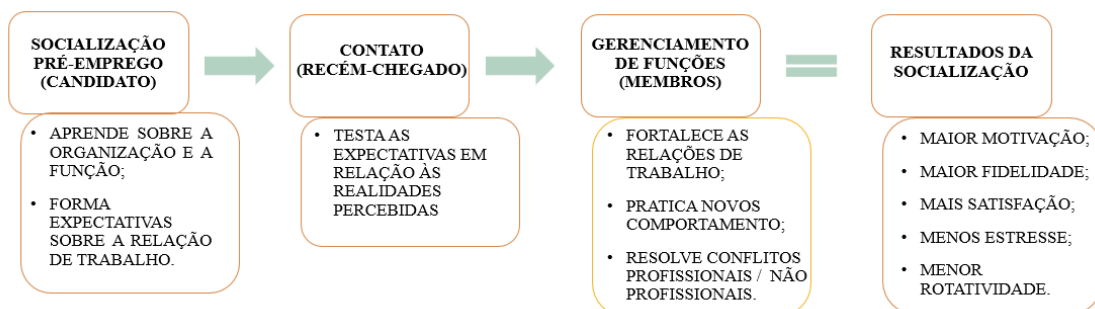 SOCIALIZAÇÃO
PRÉ-EMPREGO
(CANDIDATO)
• APRENDE SOBRE A
ORGANIZAÇÃO E A
FUNÇÃO;
• FORMA
EXPECTATIVAS
SOBRE A RELAÇÃO
DE TRABALHO.
CONTATO
(RECÉM-CHEGADO)
• TESTA AS
EXPECTATIVAS EM
RELAÇÃO ÀS
REALIDADES
PERCEBIDAS
GERENCIAMENTO
DE FUNÇÕES
(MEMBROS)
• FORTALECE AS
RELAÇÕES DE
TRABALHO;
• PRATICA NOVOS
COMPORTAMENTO;
• RESOLVE CONFLITOS
PROFISSIONAIS / NÃO
PROFISSIONAIS.
RESULTADOS DA
SOCIALIZAÇÃO
• MAIOR MOTIVAÇÃO;
• MAIOR FIDELIDADE;
• MAIS SATISFAÇÃO;
• MENOS ESTRESSE;
• MENOR
ROTATIVIDADE.